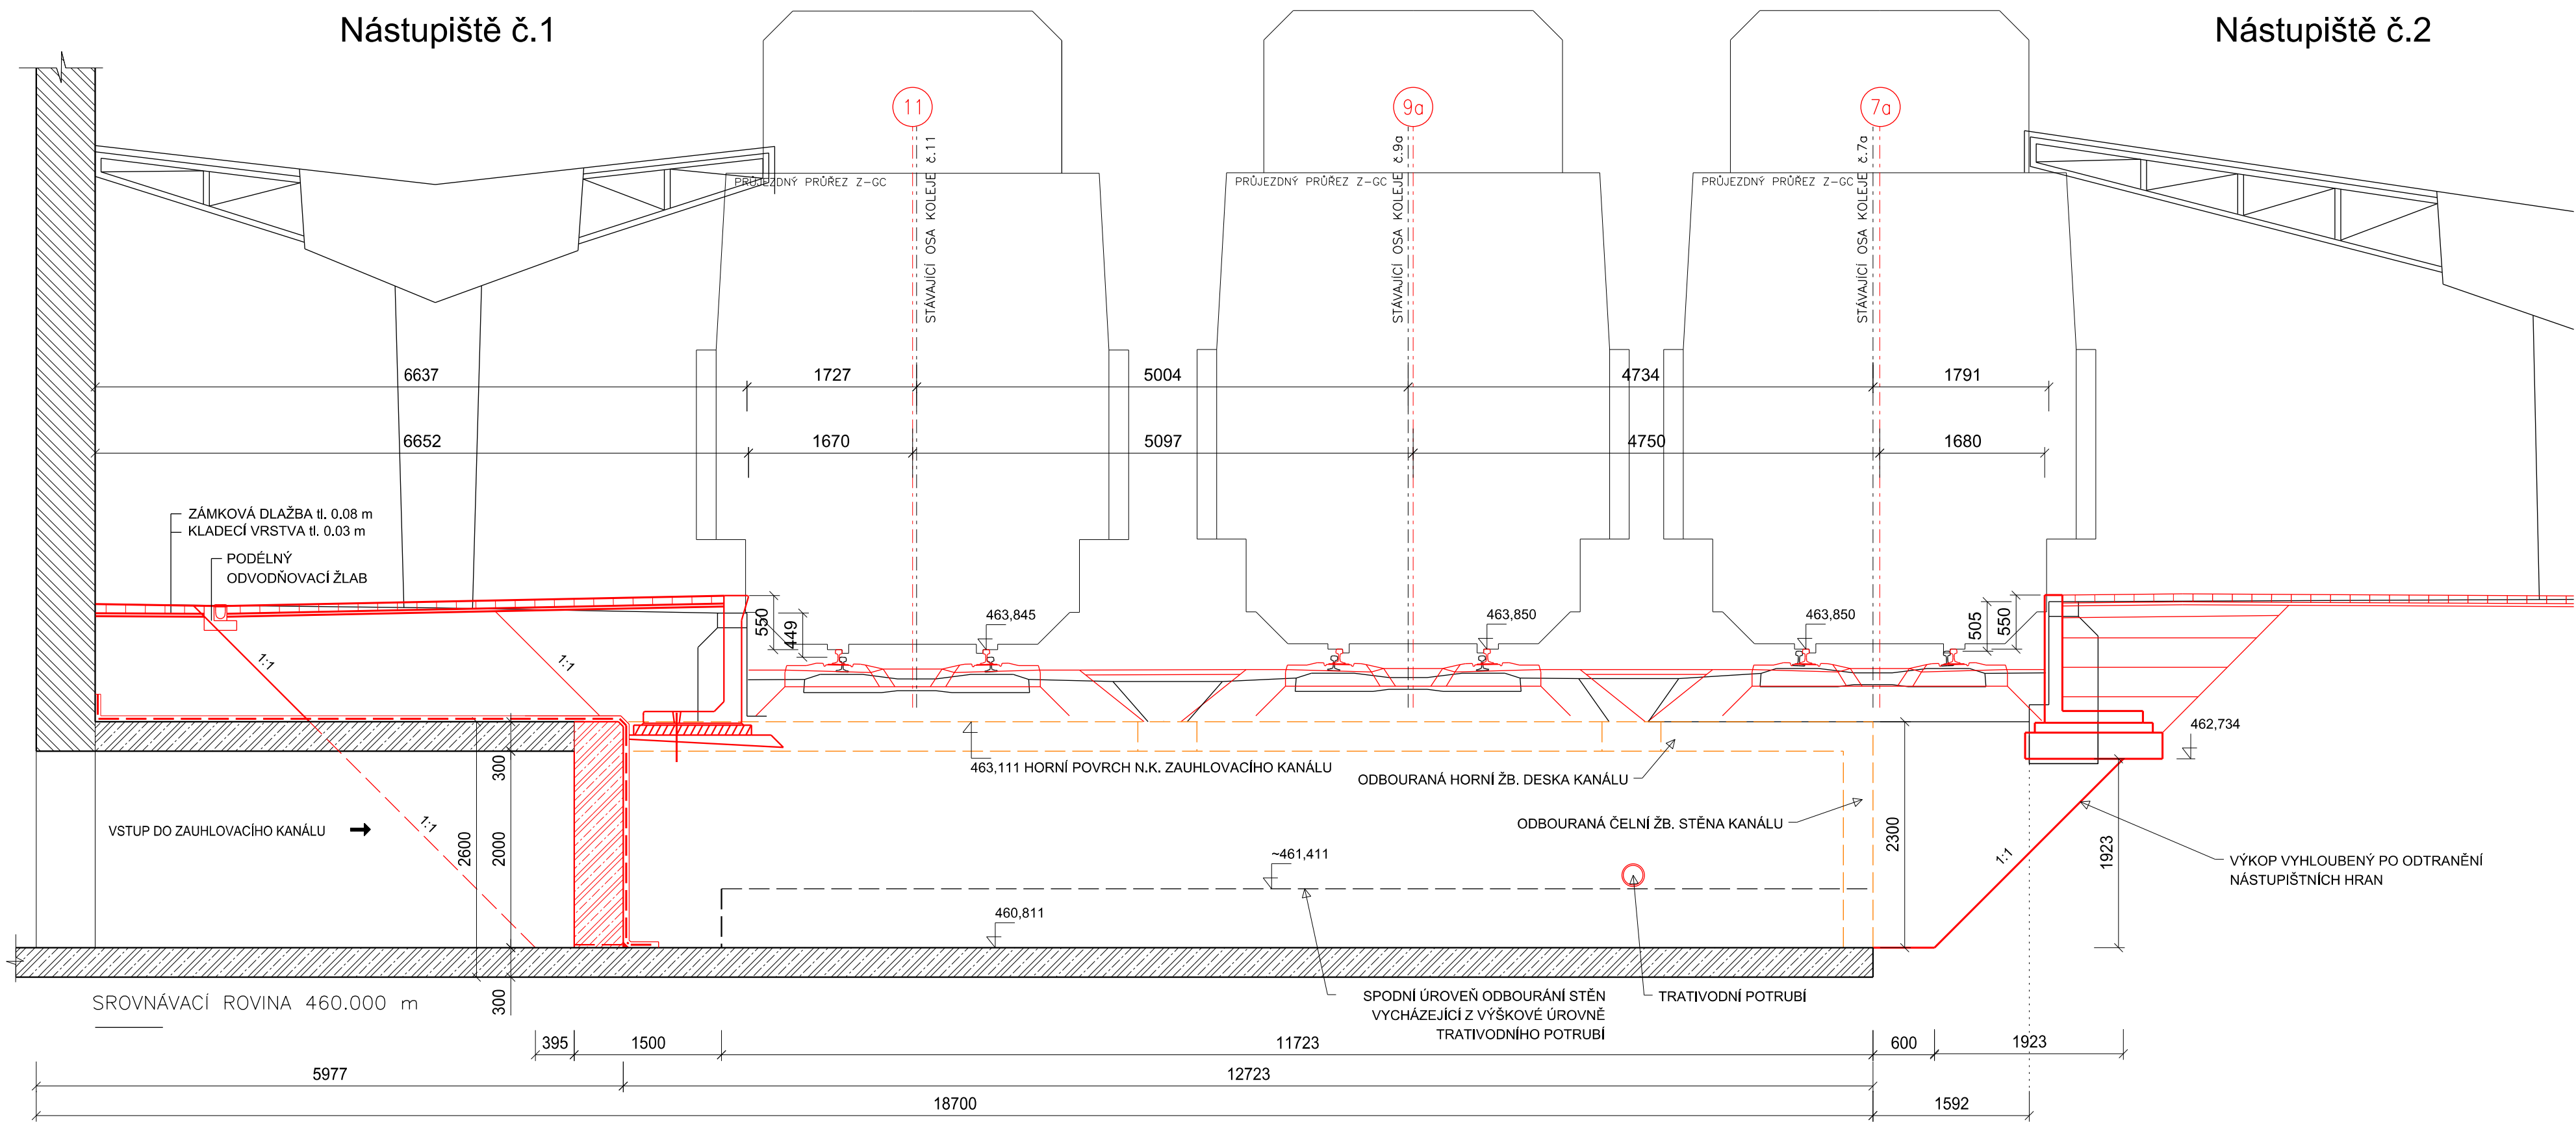 Nástupiště č.1
Nástupiště č.2
11
9a
7a
STÁVAJÍCÍ OSA KOLEJE č.11
STÁVAJÍCÍ OSA KOLEJE č.9a
STÁVAJÍCÍ OSA KOLEJE č.7a
PRŮJEZDNÝ PRŮŘEZ Z-GC
PRŮJEZDNÝ PRŮŘEZ Z-GC
PRŮJEZDNÝ PRŮŘEZ Z-GC
6637
1727
5004
4734
1791
6652
1670
5097
4750
1680
ZÁMKOVÁ DLAŽBA tl. 0.08 m
KLADECÍ VRSTVA tl. 0.03 m
PODÉLNÝ
ODVODŇOVACÍ ŽLAB
550
449
463,845
463,850
463,850
505
550
1:1
1:1
462,734
463,111 HORNÍ POVRCH N.K. ZAUHLOVACÍHO KANÁLU
ODBOURANÁ HORNÍ ŽB. DESKA KANÁLU
300
VSTUP DO ZAUHLOVACÍHO KANÁLU
1:1
2600
2000
ODBOURANÁ ČELNÍ ŽB. STĚNA KANÁLU
2300
1:1
1923
~461,411
VÝKOP VYHLOUBENÝ PO ODTRANĚNÍ
NÁSTUPIŠTNÍCH HRAN
460,811
SROVNÁVACÍ ROVINA 460.000 m
300
SPODNÍ ÚROVEŇ ODBOURÁNÍ STĚN
VYCHÁZEJÍCÍ Z VÝŠKOVÉ ÚROVNĚ
TRATIVODNÍHO POTRUBÍ
TRATIVODNÍ POTRUBÍ
395
1500
11723
600
1923
5977
12723
18700
1592